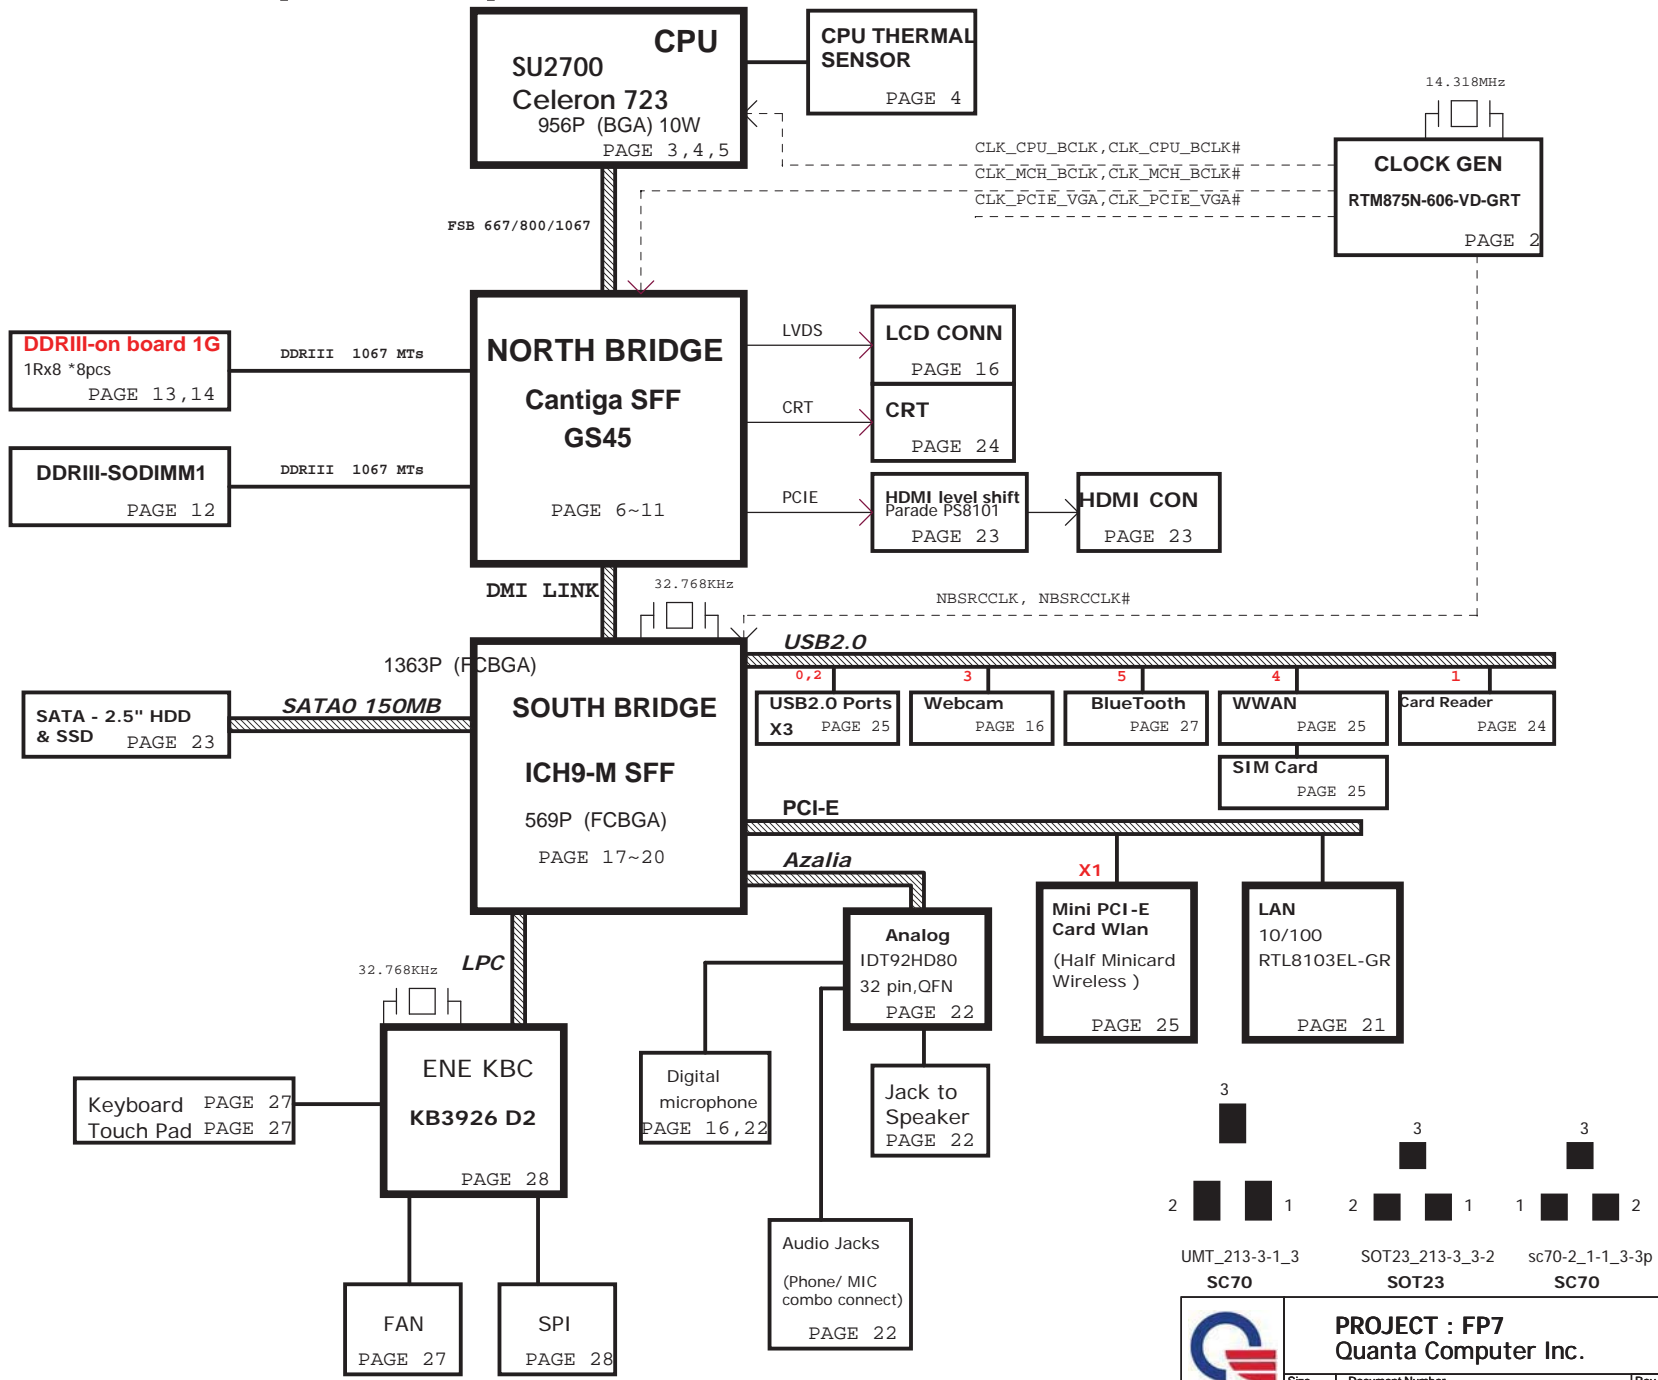 CPU
SU2700
Celeron 723
956P (BGA) 10W
PAGE 3,4,5
CPU THERMAL
SENSOR
PAGE 4
14.318MHz
CLOCK GEN
RTM875N-606-VD-GRT
PAGE 2
CLK_CPU_BCLK,CLK_CPU_BCLK#
CLK_MCH_BCLK,CLK_MCH_BCLK#
CLK_PCIE_VGA,CLK_PCIE_VGA#
FSB 667/800/1067
DDRIII-on board 1G
1Rx8 *8pcs
PAGE 13,14
DDRIII 1067 MTs
DDRIII-SODIMM1
PAGE 12
DDRIII 1067 MTs
NORTH BRIDGE
Cantiga SFF
GS45
PAGE 6~11
LVDS
LCD CONN
PAGE 16
CRT
CRT
PAGE 24
PCIE
HDMI level shift
Parade PS8101
PAGE 23
HDMI CON
PAGE 23
DMI LINK
32.768KHz
NBSRCCLK, NBSRCCLK#
1363P (FCBGA)
SATA - 2.5" HDD
& SSD
PAGE 23
SATA0 150MB
SOUTH BRIDGE
ICH9-M SFF
569P (FCBGA)
PAGE 17~20
USB2.0
0,2
3
5
4
1
USB2.0 Ports
X3 PAGE 25
Webcam
PAGE 16
BlueTooth
PAGE 27
WWAN
PAGE 25
Card Reader
PAGE 24
SIM Card
PAGE 25
PCI-E
X1
Mini PCI-E
Card Wlan
(Half Minicard
Wireless )
PAGE 25
LAN
10/100
RTL8103EL-GR
PAGE 21
Azalia
Analog
IDT92HD80
32 pin,QFN
PAGE 22
Digital
microphone
PAGE 16,22
Jack to
Speaker
PAGE 22
Audio Jacks
(Phone/ MIC
combo connect)
PAGE 22
LPC
32.768KHz
ENE KBC
KB3926 D2
PAGE 28
Keyboard PAGE 27
Touch Pad PAGE 27
FAN
PAGE 27
SPI
PAGE 28
3
2
1
UMT_213-3-1_3
SC70
3
2
1
SOT23_213-3_3-2
SOT23
3
1
2
sc70-2_1-1_3-3p
SC70
PROJECT : FP7
Quanta Computer Inc.
Size Document Number Rev